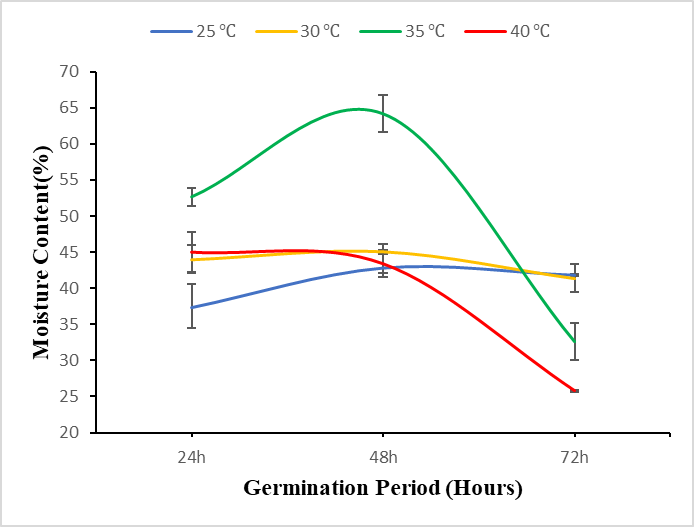 25 ℃ 30 ℃ 35 ℃ 40 ℃
70
65
60
55
50
45
40
35
30
25
20
Moisture Content(%)
24h 48h 72h
Germination Period (Hours)